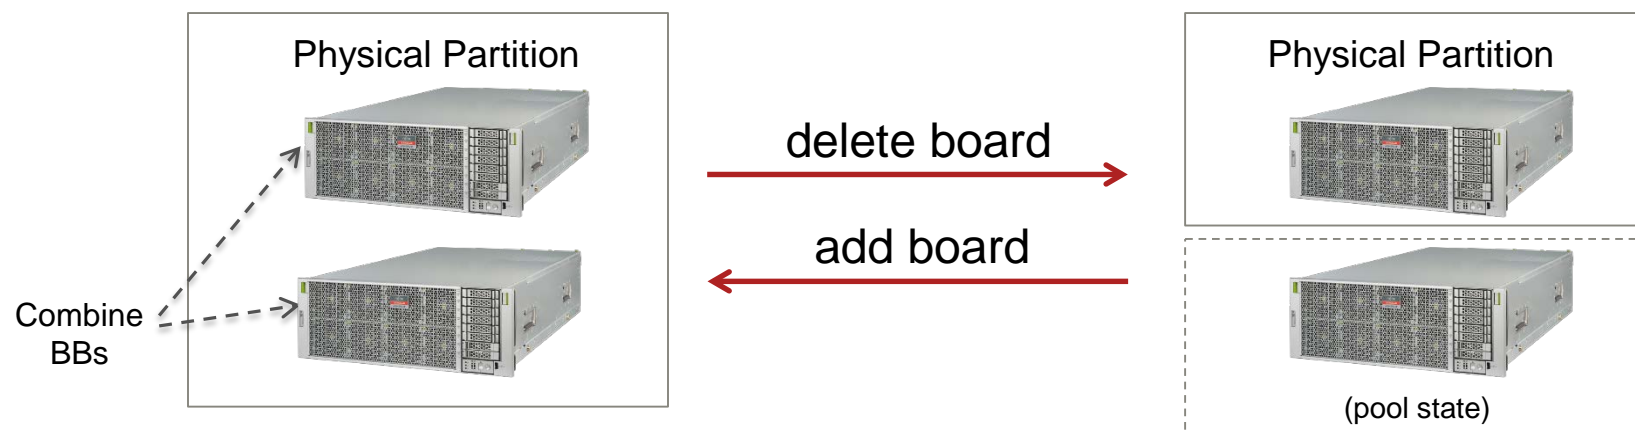 Physical Partition
Physical Partition
delete board
add board
Combine
BBs
(pool state)